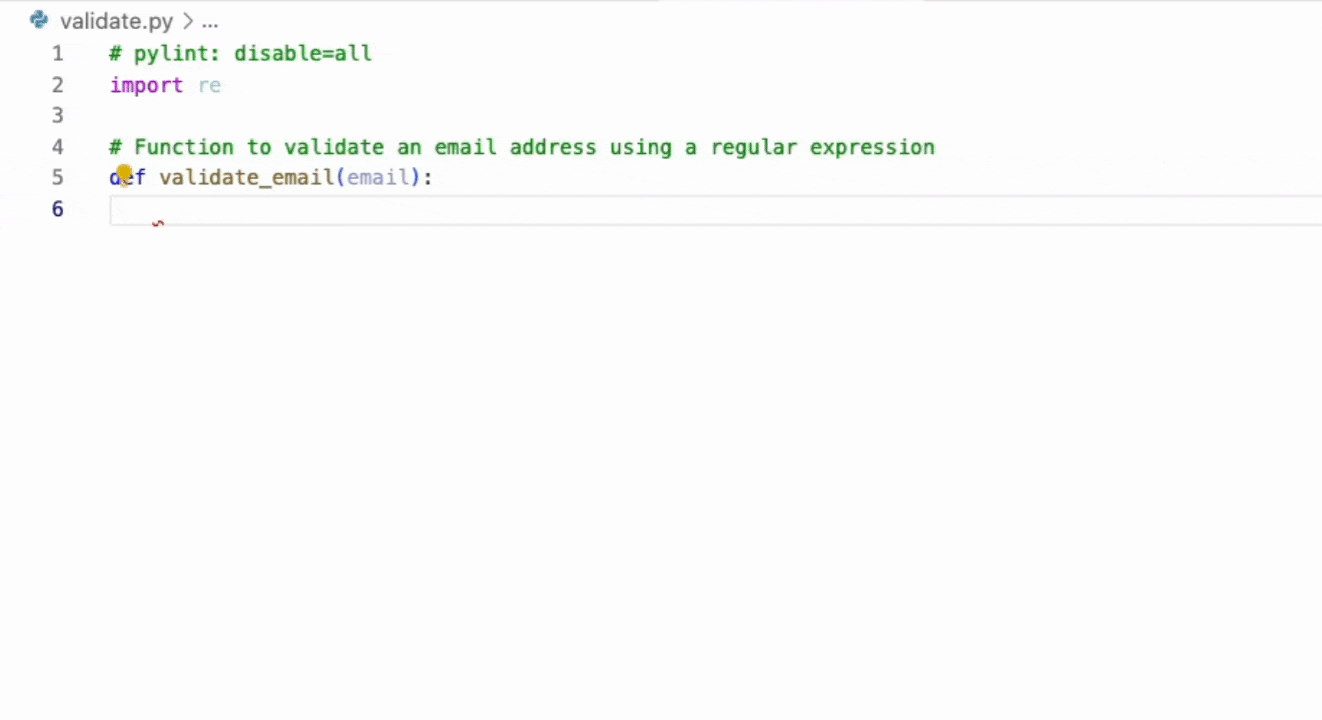 validate.py > ...
1 # pylint: disable=all
2 import re
3
4 # Function to validate an email address using a regular expression
5 def validate_email(email):
6